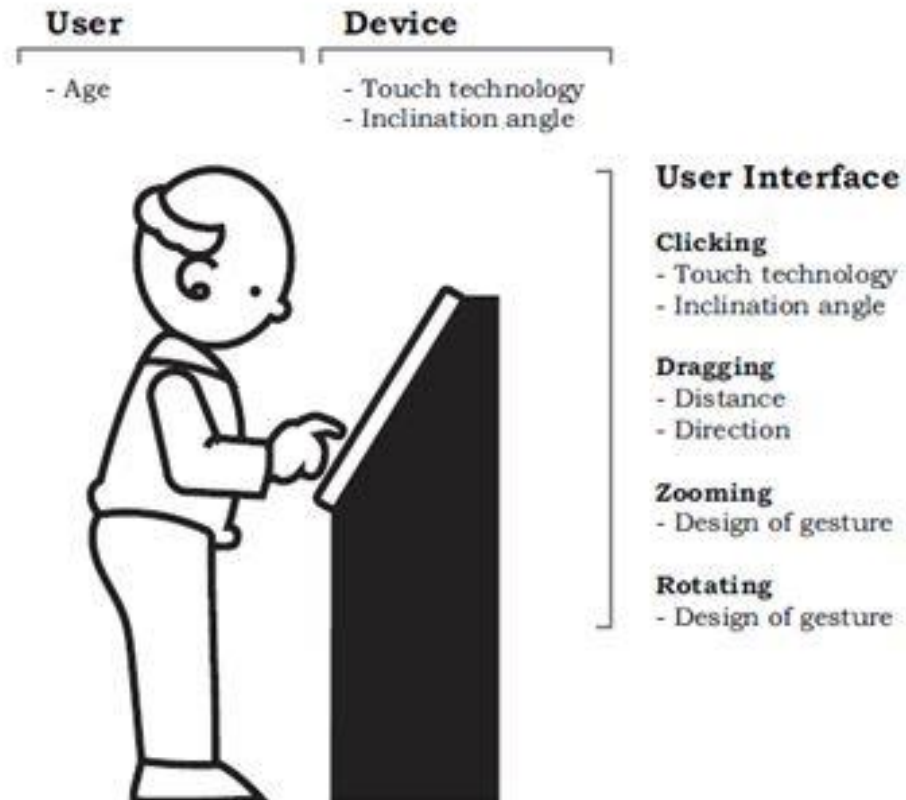 User
- Age
Device
- Touch technology
- Inclination angle
User Interface
Clicking
- Touch technology
- Inclination angle
Dragging
- Distance
- Direction
Zooming
- Design of gesture
Rotating
- Design of gesture